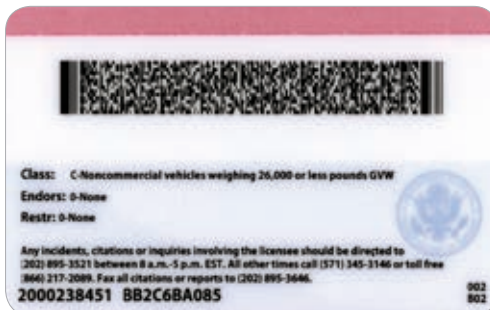 Class: C-Noncommercial vehicles weighing 26,000 or less pounds GVW
Endors: 0-None
Restr: 0-None
Any incidents, citations or inquiries involving the licensee should be directed to
(202) 895-3521 between 8 a.m.-5 p.m. EST. All other times call (571) 345-3146 or toll free
(866) 217-2089. Fax all citations or reports to (202) 895-3646.
2000238451 BB2C6BA085
002
B02